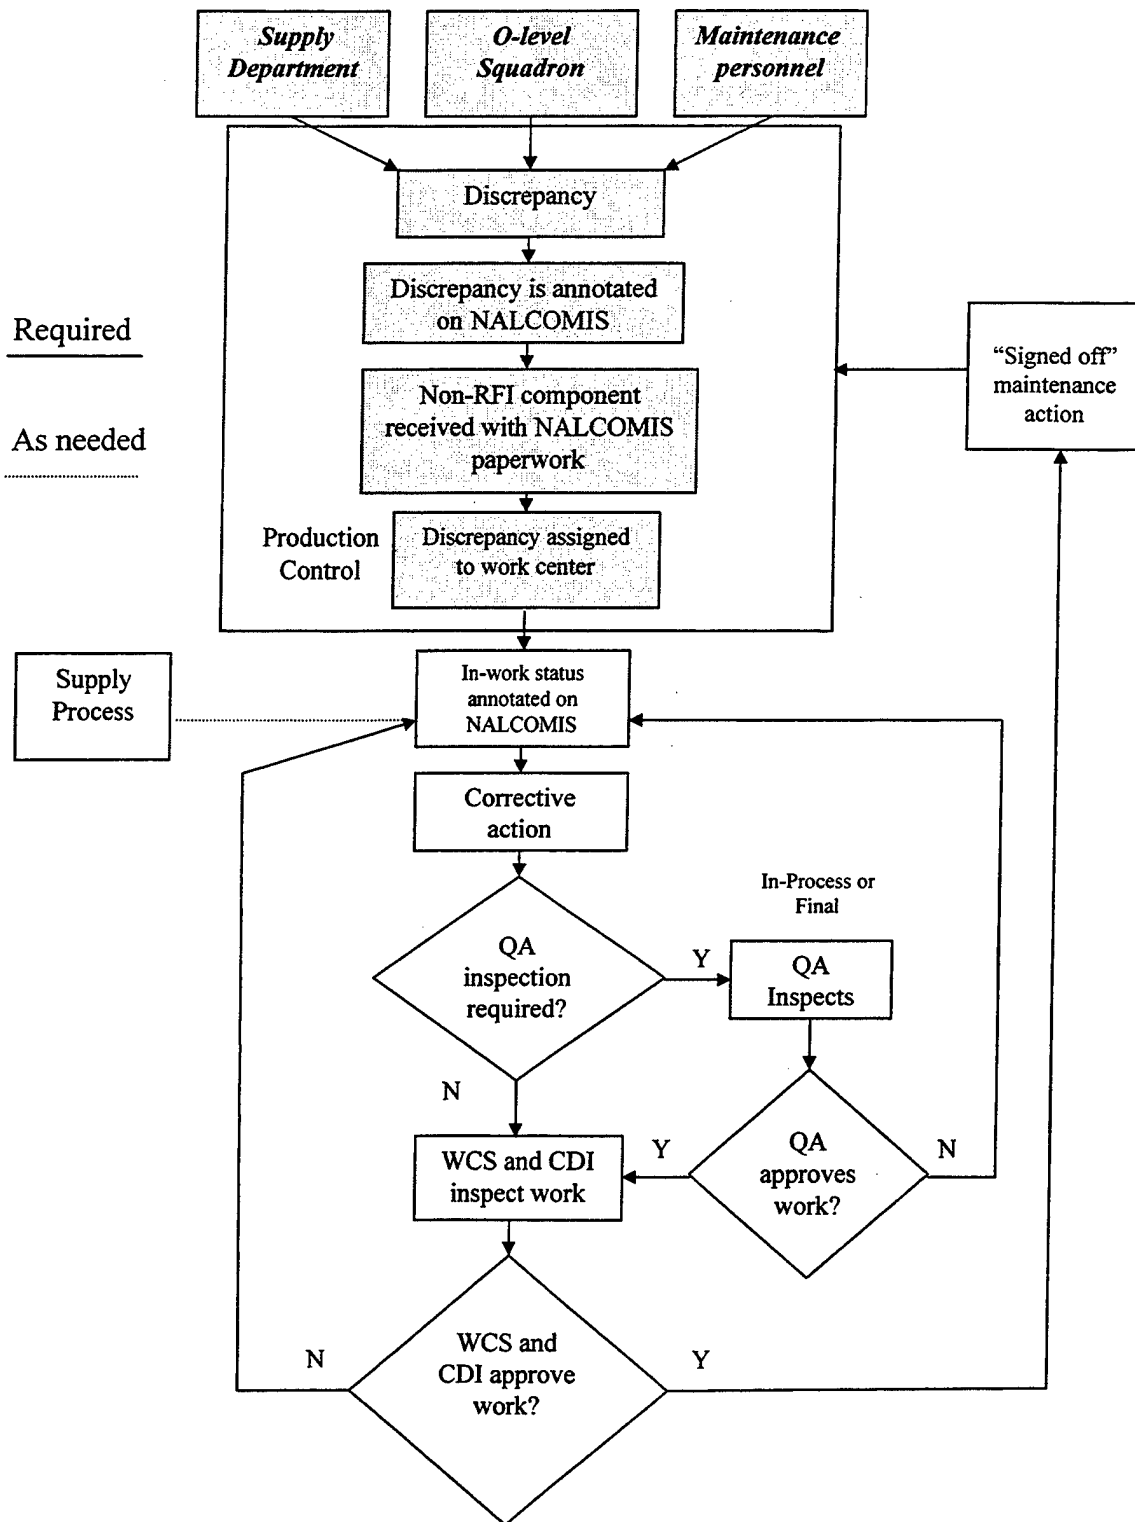 Supply
Department
O-level
Squadron
Maintenance
personnel
Discrepancy
Discrepancy is annotated
on NALCOMIS
Required
As needed
Non-RFI component
received with NALCOMIS
paperwork
“Signed off”
maintenance
action
Production
Control
Discrepancy assigned
to work center
Supply
Process
In-work status
annotated on
NALCOMIS
Corrective
action
In-Process or
Final
QA
inspection
required?
Y
QA
Inspects
N
WCS and CDI
inspect work
Y
QA
approves
work?
N
N
WCS and
CDI approve
work?
Y